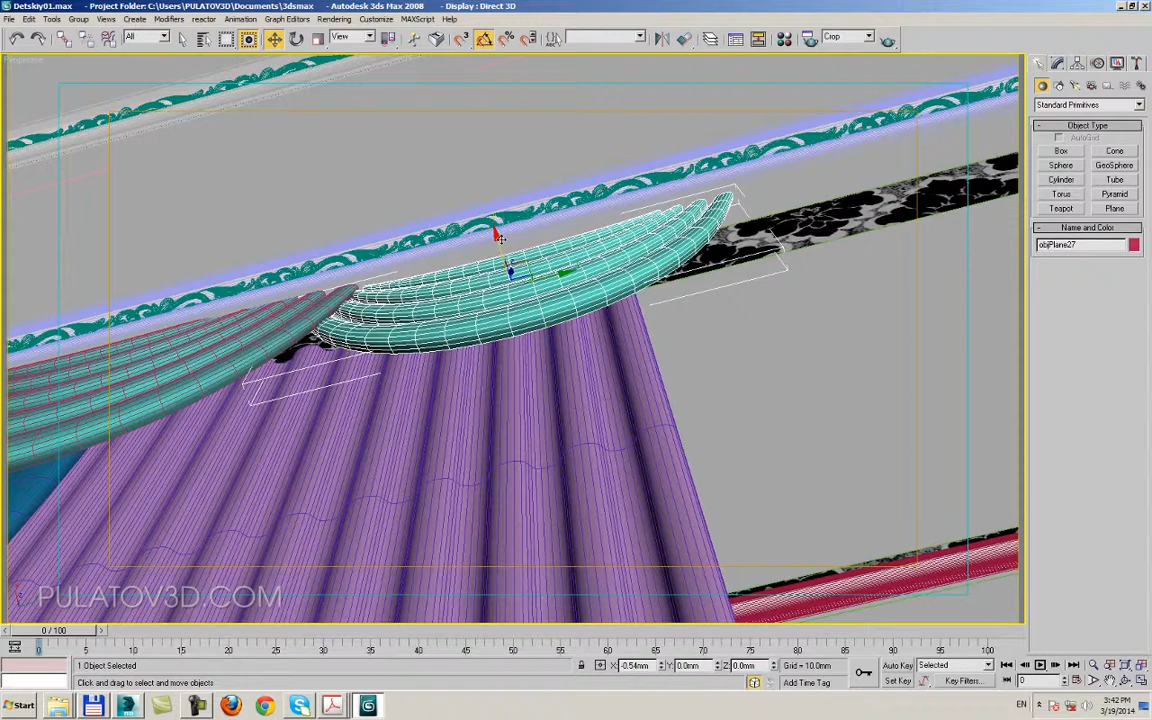 Detskiy01.max - Project Folder: C:\Users\PULATOV3D\Documents\3dsmax - Autodesk 3ds Max 2008 - Display : Direct 3D
File Edit Tools Group Views Create Modifiers reactor Animation Graph Editors Rendering Customize MAXScript Help
All View Crop
Perspective
Standard Primitives
- Object Type
AutoGrid
Box Cone
Sphere GeoSphere
Cylinder Tube
Torus Pyramid
Teapot Plane
- Name and Color
objPlane27
PULATOV3D.COM
0 / 100
0 5 10 15 20 25 30 35 40 45 50 55 60 65 70 75 80 85 90 95 100
1 Object Selected X: -0.54mm Y: 0.0mm Z: 0.0mm Grid = 10.0mm Auto Key Selected
Click and drag to select and move objects Add Time Tag Set Key Key Filters... 0
Start EN 3:42 PM
3/19/2014